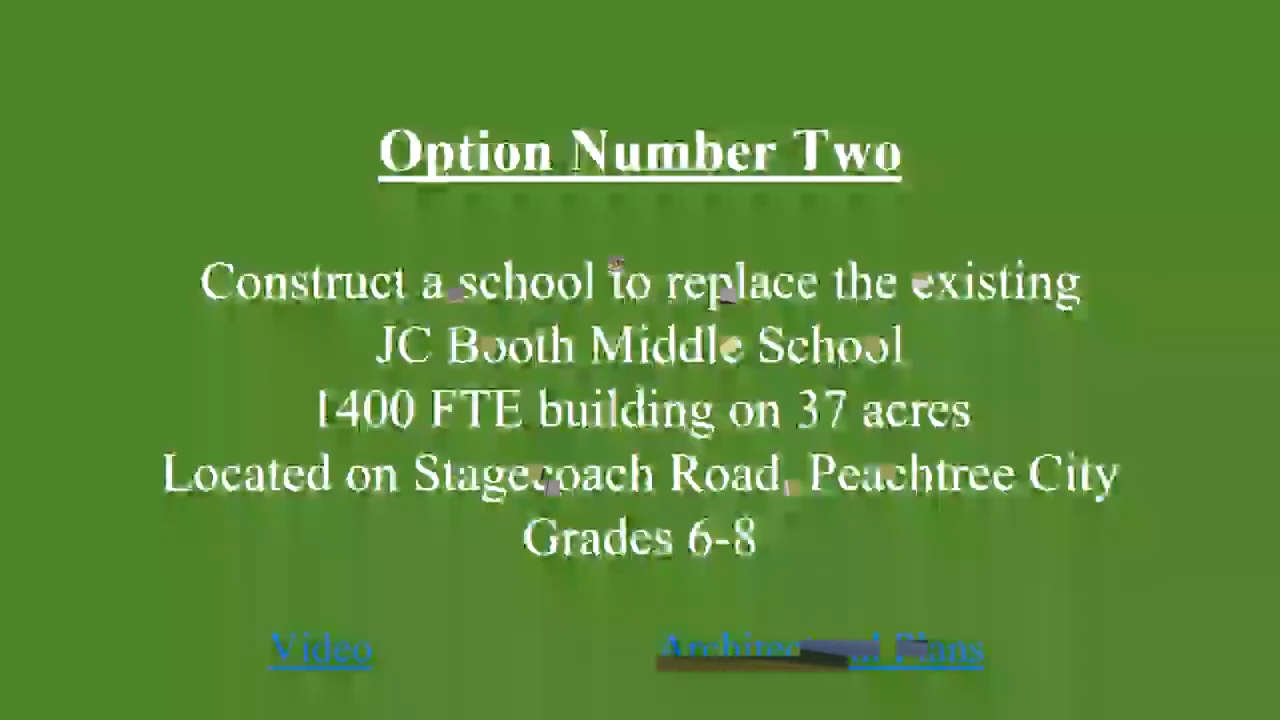 Option Number Two
Construct a school to replace the existing
JC Booth Middle School
1400 FTE building on 37 acres
Located on Stagecoach Road, Peachtree City
Grades 6-8
Video Architectural Plans